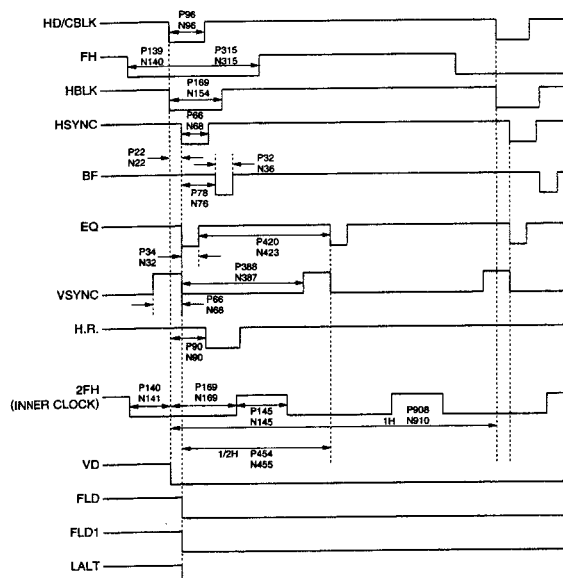 HD/CBLK
P96
N96
FH
P139
N140
P315
N315
HBLK
P169
N154
HSYNC
P66
N68
P22
N22
P32
N36
BF
P78
N76
EQ
P420
N423
P34
N32
P388
N387
VSYNC
P66
N68
H.R.
P90
N90
2FH
(INNER CLOCK)
P140
N141
P169
N169
P145
N145
P908
N910
1H
1/2H
P454
N455
VD
FLD
FLD1
LALT